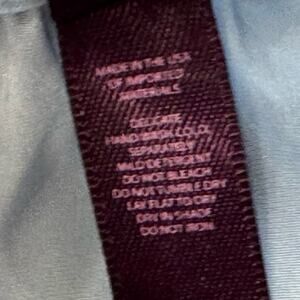 MADE IN THE USA
OF IMPORTED
MATERIALS
DELICATE
HAND WASH COLD,
SEPARATELY
MILD DETERGENT
DO NOT BLEACH
DO NOT TUMBLE DRY
LAY FLAT TO DRY
DRY IN SHADE
DO NOT IRON